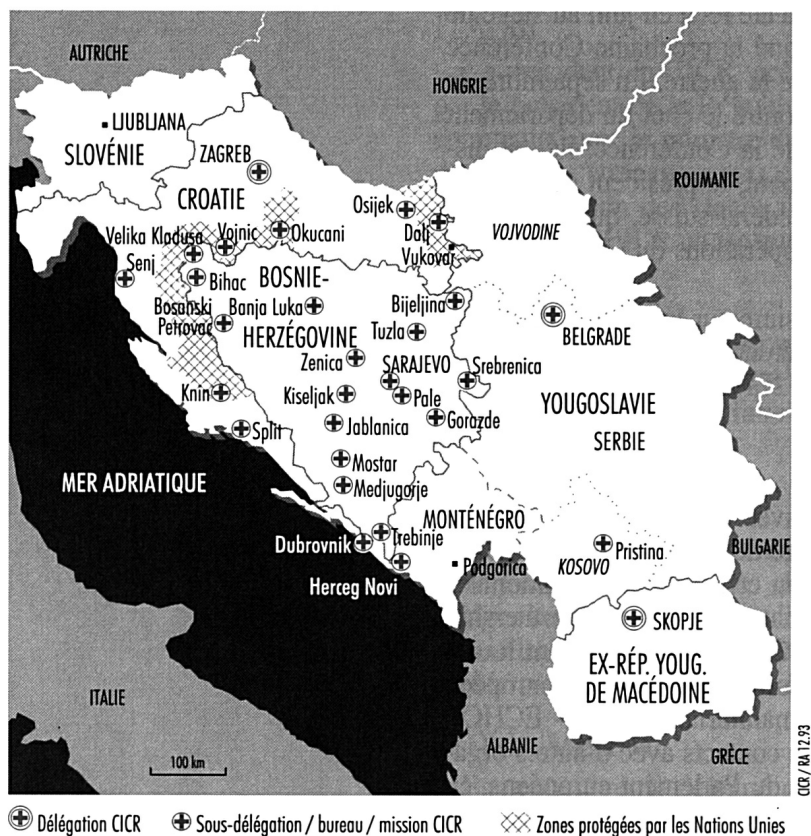 AUTRICHE
HONGRIE
LJUBLJANA
SLOVÉNIE
ZAGREB
ROUMANIE
CROATIE
Osijek
VOJVODINE
Velika Kladusa
Vojnic
Okucani
Dalj
Vukovar
Senj
Bihac
BOSNIE-
Bosanski
Petrovac
Banja Luka
Bijeljina
HERZÉGOVINE
Tuzla
BELGRADE
Zenica
SARAJEVO
Srebrenica
Knin
Kiseljak
Pale
YOUGOSLAVIE
Gorazde
Split
Jablanica
SERBIE
MER ADRIATIQUE
Mostar
Medjugorje
MONTÉNÉGRO
Dubrovnik
Trebinje
Pristina
BULGARIE
Herceg Novi
Podgorica
KOSOVO
SKOPJE
EX-RÉP. YOUG.
DE MACÉDOINE
ITALIE
ALBANIE
GRÈCE
100 km
CICR / RA 12.93
Délégation CICR
Sous-délégation / bureau / mission CICR
Zones protégées par les Nations Unies